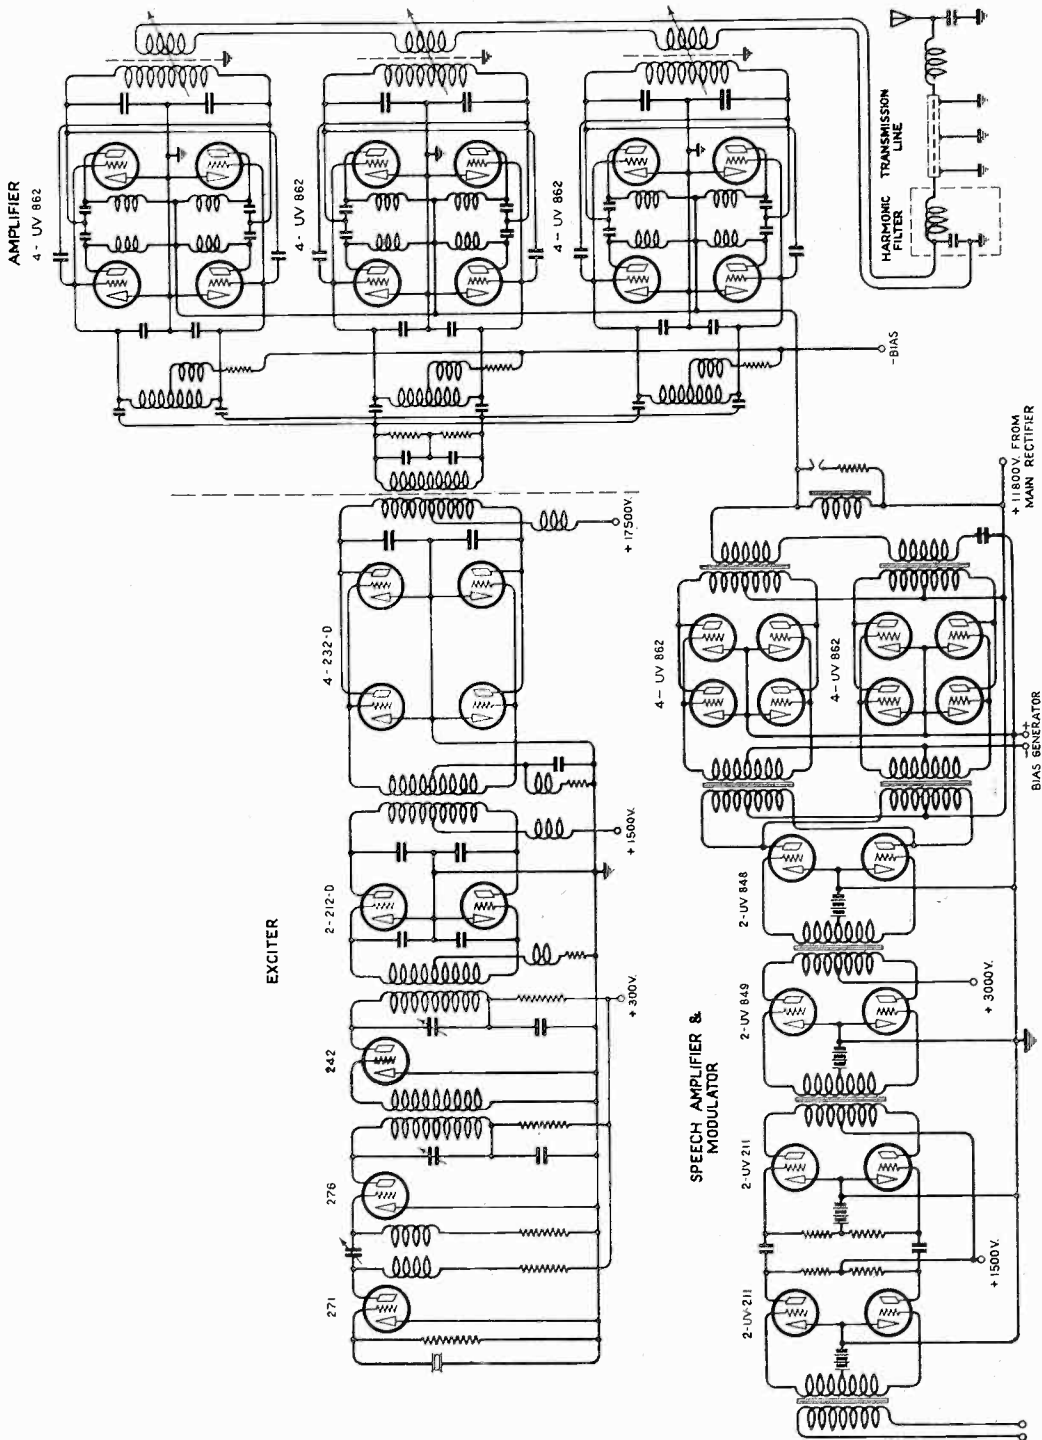 AMPLIFIER
4- UV 862
4- UV 862
4- UV 862
HARMONIC FILTER
TRANSMISSION LINE
-BIAS
EXCITER
271
276
242
2-212-D
4-232-D
+300V.
+1500V.
+17500V.
SPEECH AMPLIFIER &
MODULATOR
2-UV-211
2-UV 211
2-UV 849
2-UV 848
4- UV 862
4- UV 862
+1500V.
+3000V.
- +
BIAS GENERATOR
+11800V. FROM
MAIN RECTIFIER